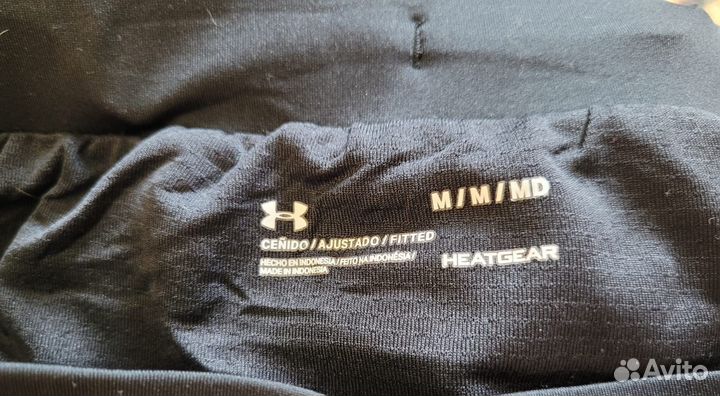 M/M/MD
CEÑIDO/AJUSTADO/FITTED
HECHO EN INDONESIA/FEITO NA INDONÉSIA/
MADE IN INDONESIA
HEATGEAR
Avito